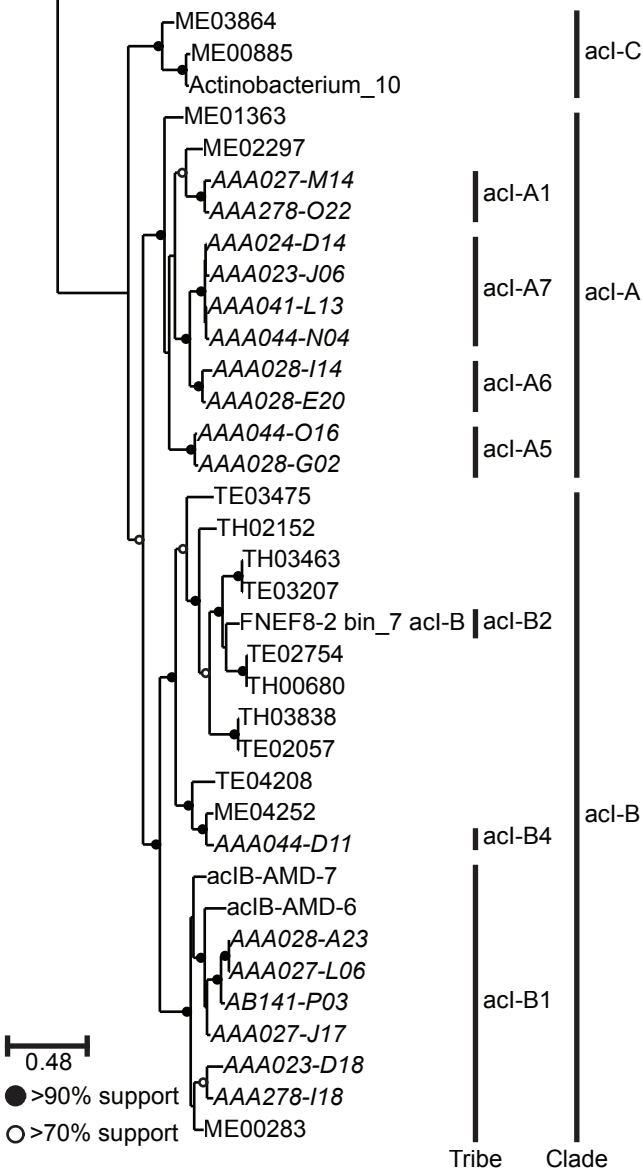 ME03864
ME00885
Actinobacterium_10
acI-C
ME01363
ME02297
AAA027-M14
AAA278-O22
acI-A1
AAA024-D14
AAA023-J06
AAA041-L13
AAA044-N04
acI-A7
acI-A
AAA028-I14
AAA028-E20
acI-A6
AAA044-O16
AAA028-G02
acI-A5
TE03475
TH02152
TH03463
TE03207
FNEF8-2 bin_7 acI-B
acI-B2
TE02754
TH00680
TH03838
TE02057
TE04208
ME04252
AAA044-D11
acI-B4
acI-B
acIB-AMD-7
acIB-AMD-6
AAA028-A23
AAA027-L06
AB141-P03
AAA027-J17
acI-B1
AAA023-D18
AAA278-I18
ME00283
0.48
>90% support
>70% support
Tribe
Clade